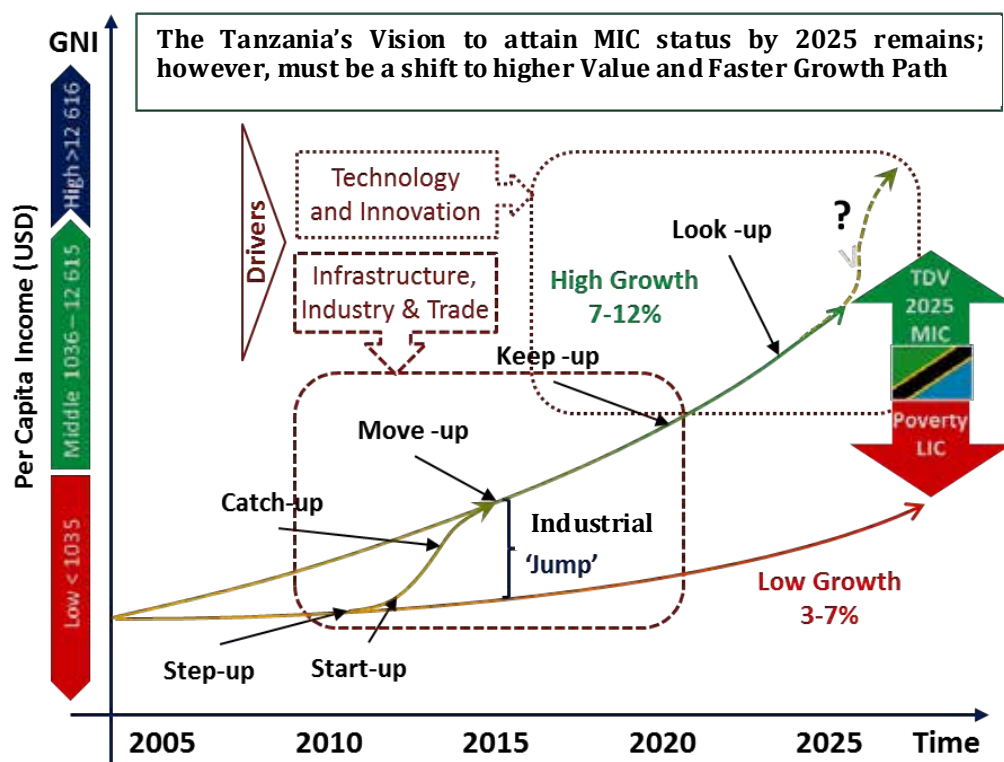 GNI
The Tanzania's Vision to attain MIC status by 2025 remains;
however, must be a shift to higher Value and Faster Growth Path
Per Capita Income (USD)
High >12 616
Middle 1036 – 12 615
Low < 1035
Drivers
Technology
and Innovation
Infrastructure,
Industry & Trade
High Growth
7-12%
Look -up
?
Keep -up
Move -up
Catch-up
Step-up
Start-up
Industrial
'Jump'
Low Growth
3-7%
TDV
2025
MIC
Poverty
LIC
2005
2010
2015
2020
2025
Time